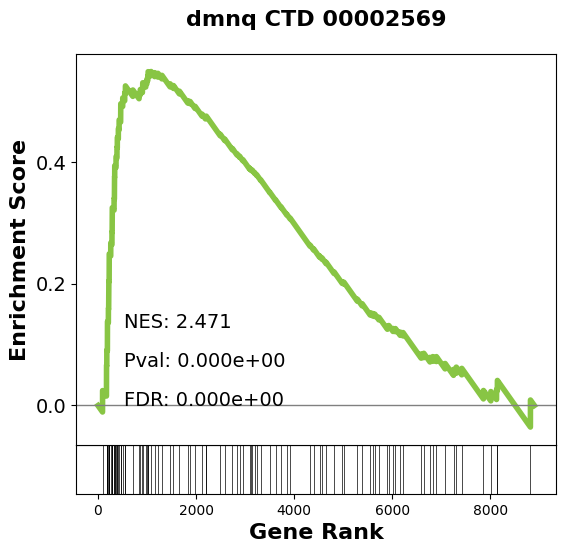 dmnq CTD 00002569
Enrichment Score
0.4
0.2
0.0
NES: 2.471
Pval: 0.000e+00
FDR: 0.000e+00
0 2000 4000 6000 8000
Gene Rank